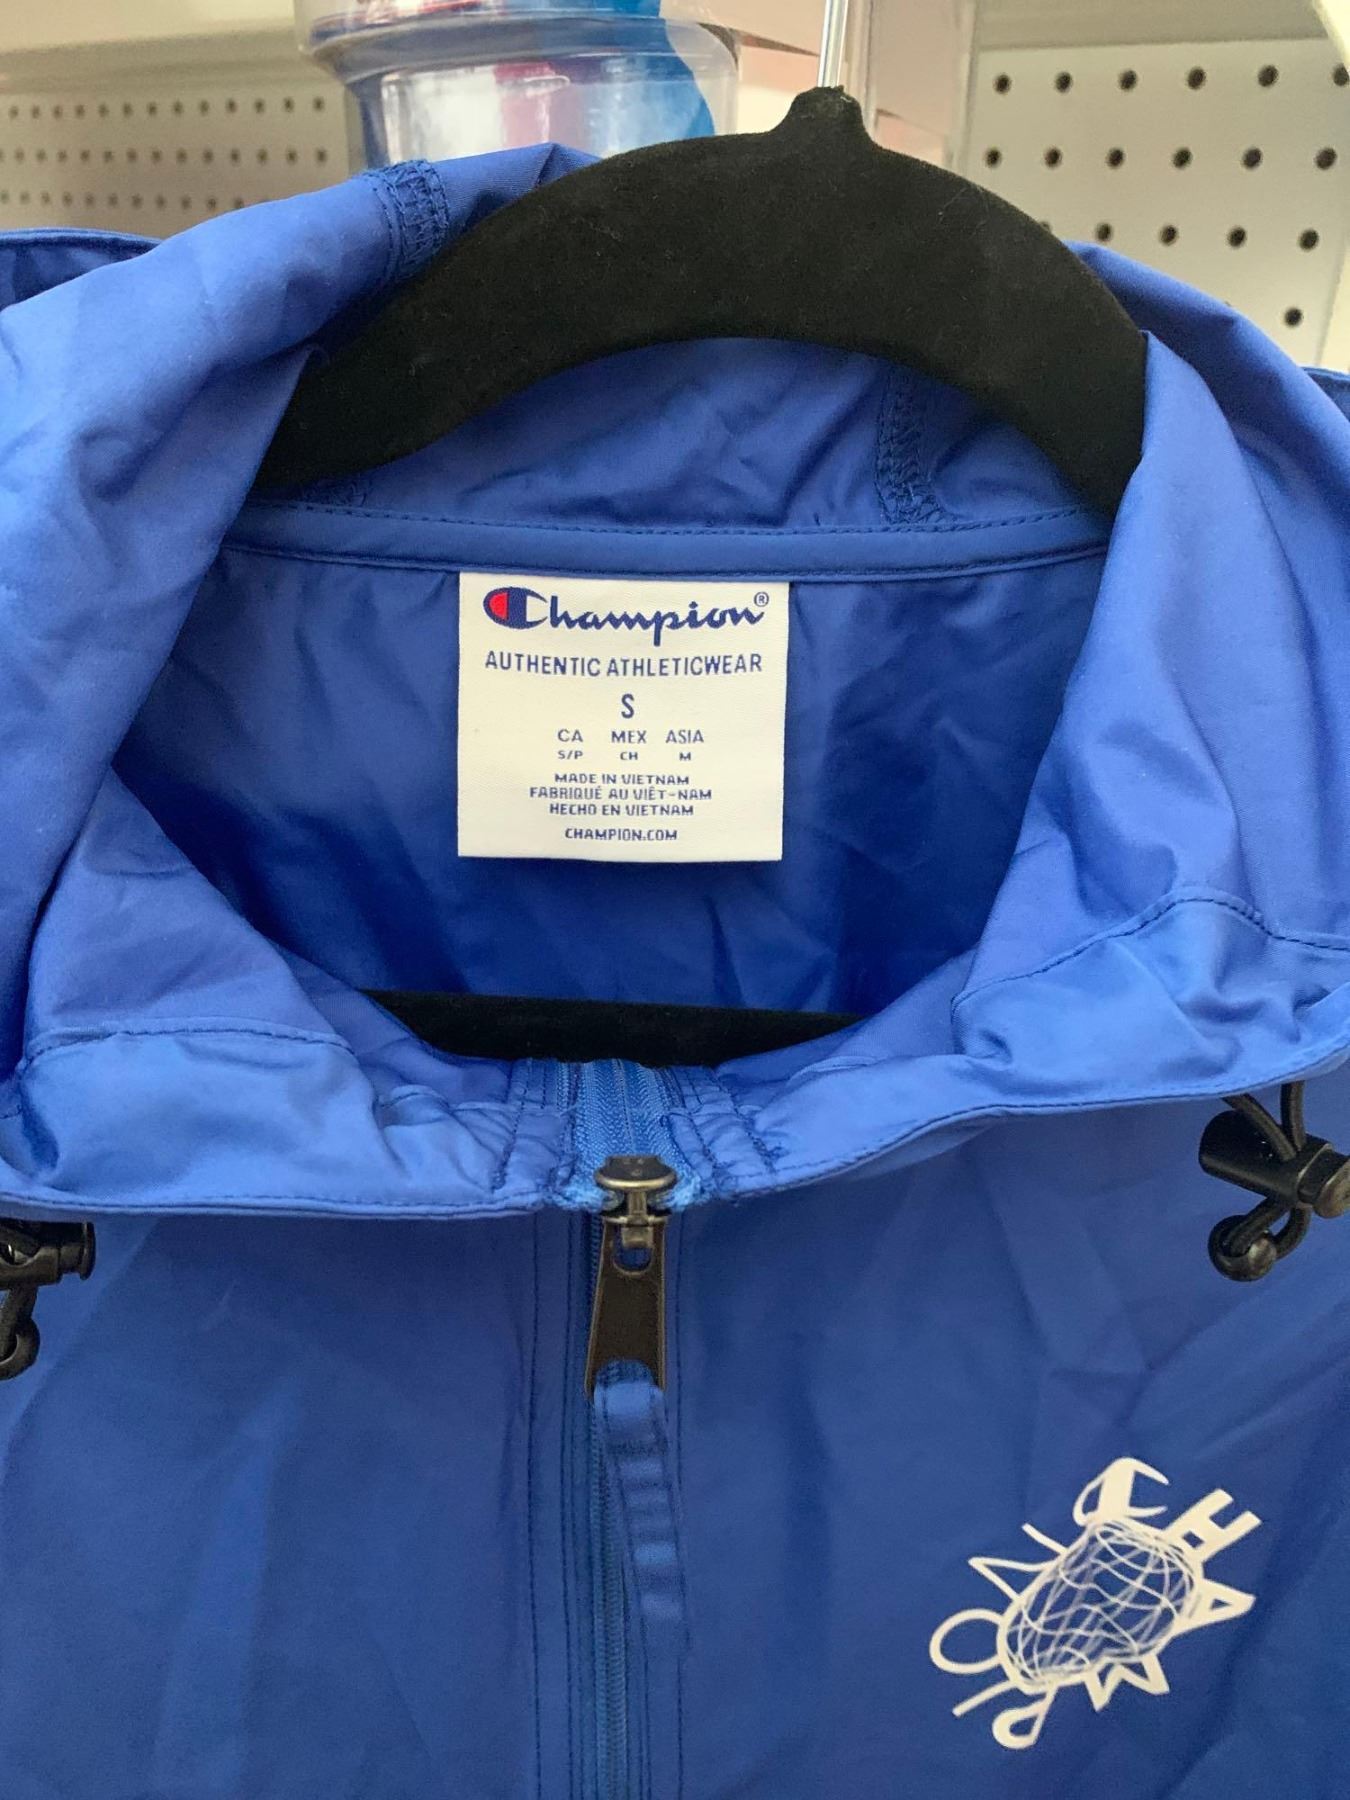 Champion®
AUTHENTIC ATHLETICWEAR
S
CA MEX ASIA
S/P CH M
MADE IN VIETNAM
FABRIQUÉ AU VIÊT-NAM
HECHO EN VIETNAM
CHAMPION.COM
CHAMPION